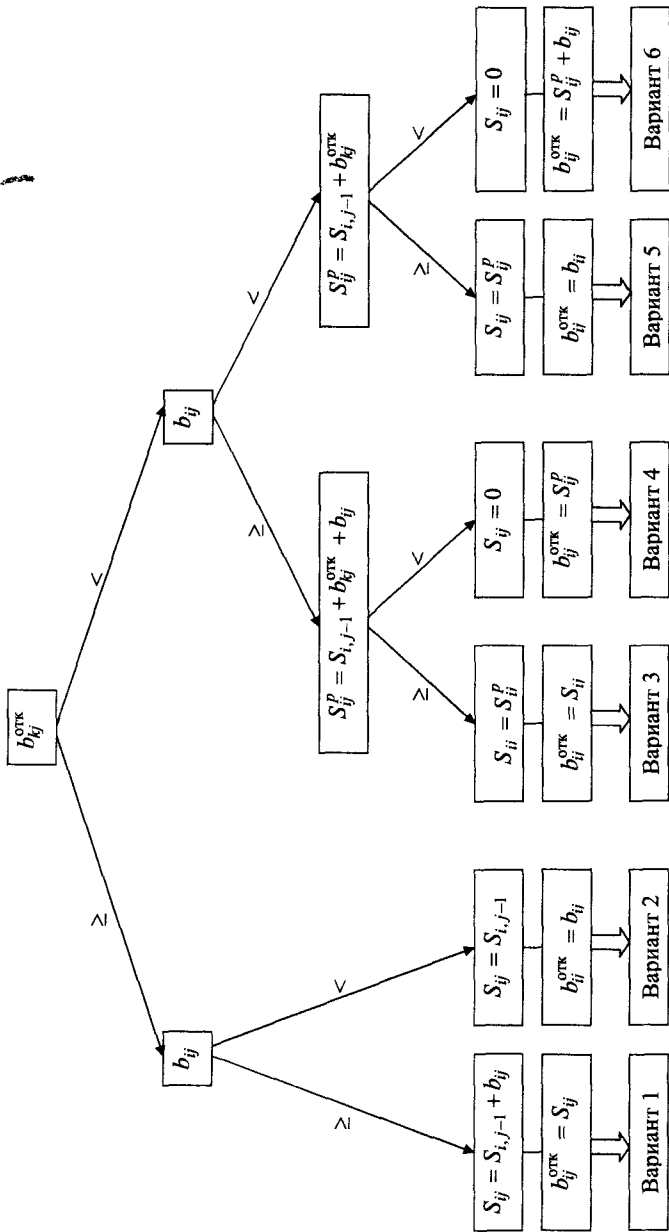 b_{kj}^{отк}
≥
<
b_{ij}
b_{ij}
≥
<
≥
<
S_{ij}^{P} = S_{i,j-1} + b_{kj}^{отк} + b_{ij}
S_{ij}^{P} = S_{i,j-1} + b_{kj}^{отк}
≥
<
≥
<
S_{ij} = S_{i,j-1} + b_{ij}
S_{ij} = S_{i,j-1}
S_{ij} = S_{ij}^{P}
S_{ij} = 0
S_{ij} = S_{ij}^{P}
S_{ij} = 0
b_{ij}^{отк} = S_{ij}
b_{ij}^{отк} = b_{ij}
b_{ij}^{отк} = S_{ij}
b_{ij}^{отк} = S_{ij}^{P}
b_{ij}^{отк} = b_{ij}
b_{ij}^{отк} = S_{ij}^{P} + b_{ij}
Вариант 1
Вариант 2
Вариант 3
Вариант 4
Вариант 5
Вариант 6